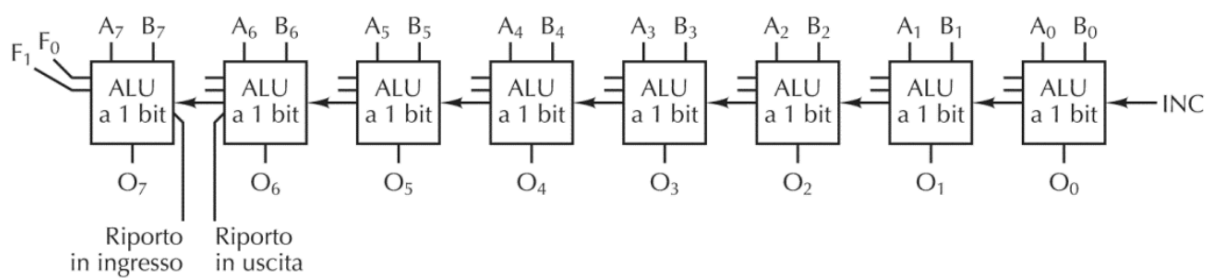 A7 B7 A6 B6 A5 B5 A4 B4 A3 B3 A2 B2 A1 B1 A0 B0
F1 F0
ALU ALU ALU ALU ALU ALU ALU ALU
a 1 bit a 1 bit a 1 bit a 1 bit a 1 bit a 1 bit a 1 bit a 1 bit INC
O7 O6 O5 O4 O3 O2 O1 O0
Riporto Riporto
in ingresso in uscita